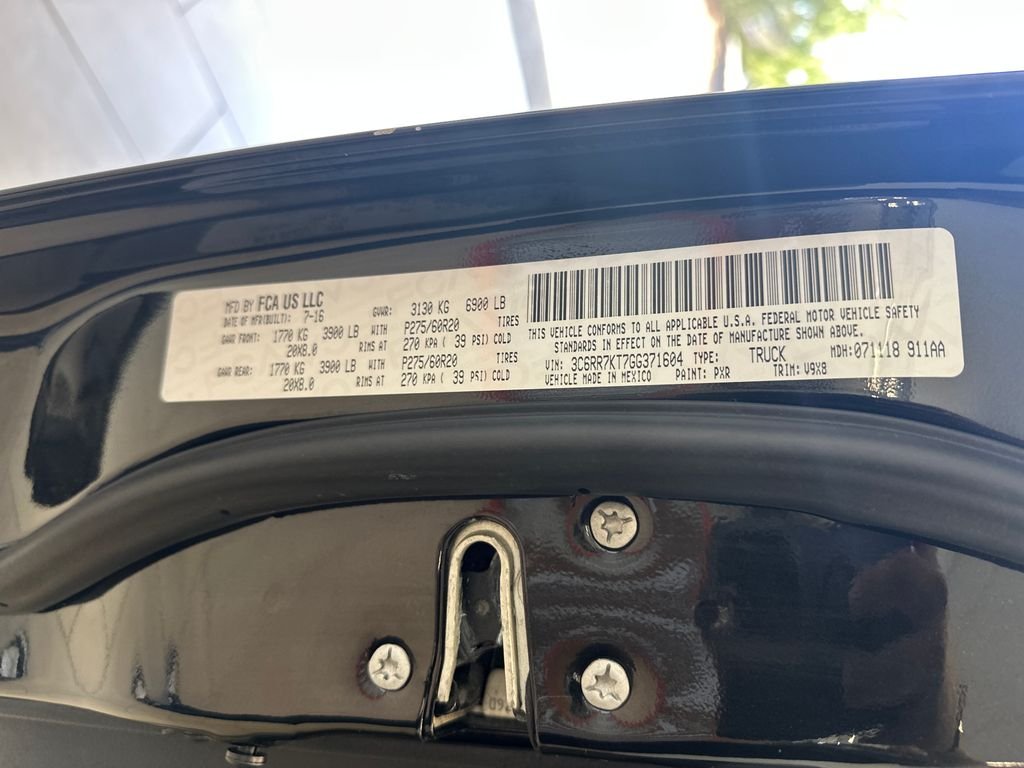 MFD BY FCA US LLC
DATE OF MFR(BUILT): 7-16
GVWR: 3130 KG 6900 LB
GAWR FRONT: 1770 KG 3900 LB WITH P275/60R20 TIRES
20X8.0 RIMS AT 270 KPA ( 39 PSI) COLD
GAWR REAR: 1770 KG 3900 LB WITH P275/60R20 TIRES
20X8.0 RIMS AT 270 KPA ( 39 PSI) COLD
THIS VEHICLE CONFORMS TO ALL APPLICABLE U.S.A. FEDERAL MOTOR VEHICLE SAFETY
STANDARDS IN EFFECT ON THE DATE OF MANUFACTURE SHOWN ABOVE.
VIN: 3C6RR7KT7GG371604 TYPE: TRUCK MDH:071118 911AA
VEHICLE MADE IN MEXICO PAINT: PXR TRIM: V9X8